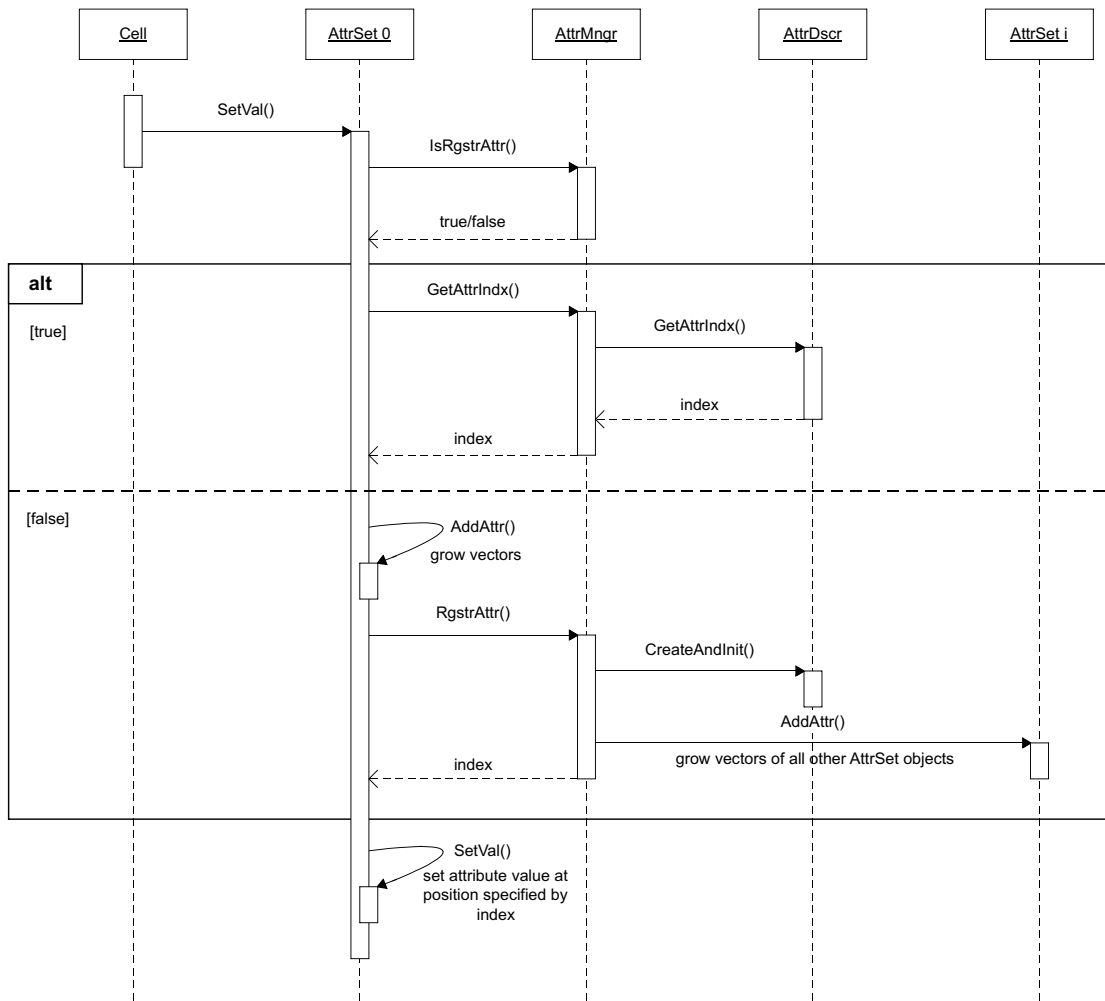 Cell
AttrSet 0
AttrMngr
AttrDscr
AttrSet i
SetVal()
IsRgstrAttr()
true/false
alt
GetAttrIndx()
[true]
GetAttrIndx()
index
index
[false]
AddAttr()
grow vectors
RgstrAttr()
CreateAndInit()
AddAttr()
index
grow vectors of all other AttrSet objects
SetVal()
set attribute value at
position specified by
index